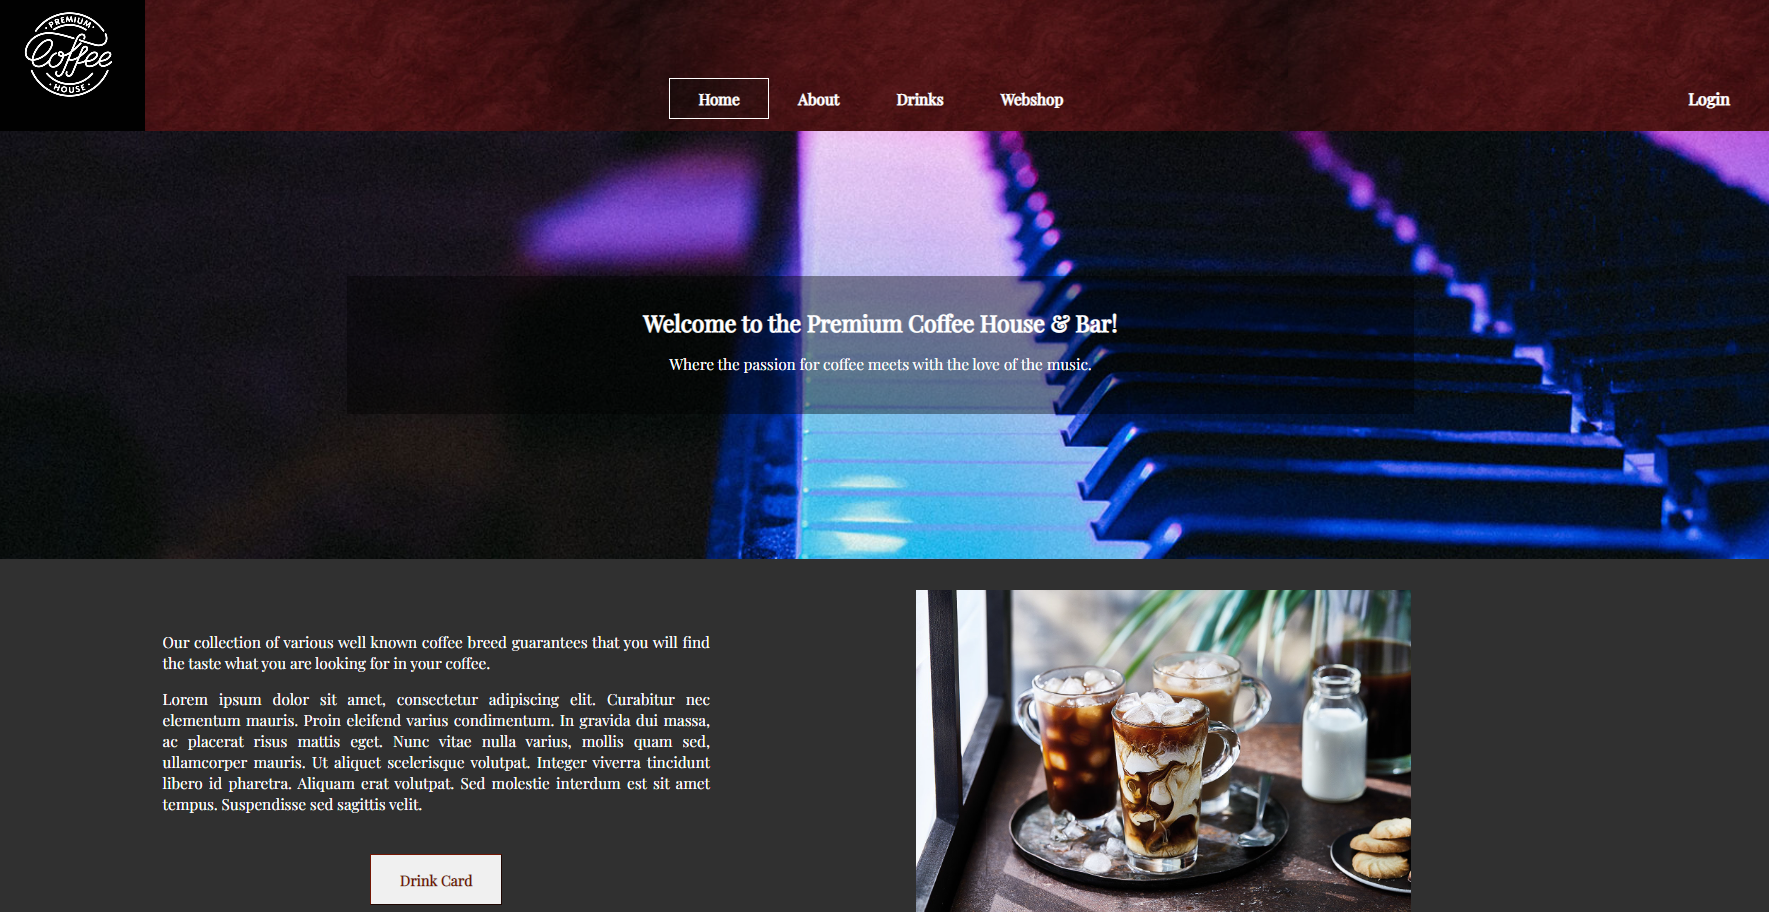 PREMIUM
Coffee
HOUSE
Home
About
Drinks
Webshop
Login
Welcome to the Premium Coffee House & Bar!
Where the passion for coffee meets with the love of the music.
Our collection of various well known coffee breed guarantees that you will find
the taste what you are looking for in your coffee.
Lorem ipsum dolor sit amet, consectetur adipiscing elit. Curabitur nec
elementum mauris. Proin eleifend varius condimentum. In gravida dui massa,
ac placerat risus mattis eget. Nunc vitae nulla varius, mollis quam sed,
ullamcorper mauris. Ut aliquet scelerisque volutpat. Integer viverra tincidunt
libero id pharetra. Aliquam erat volutpat. Sed molestie interdum est sit amet
tempus. Suspendisse sed sagittis velit.
Drink Card